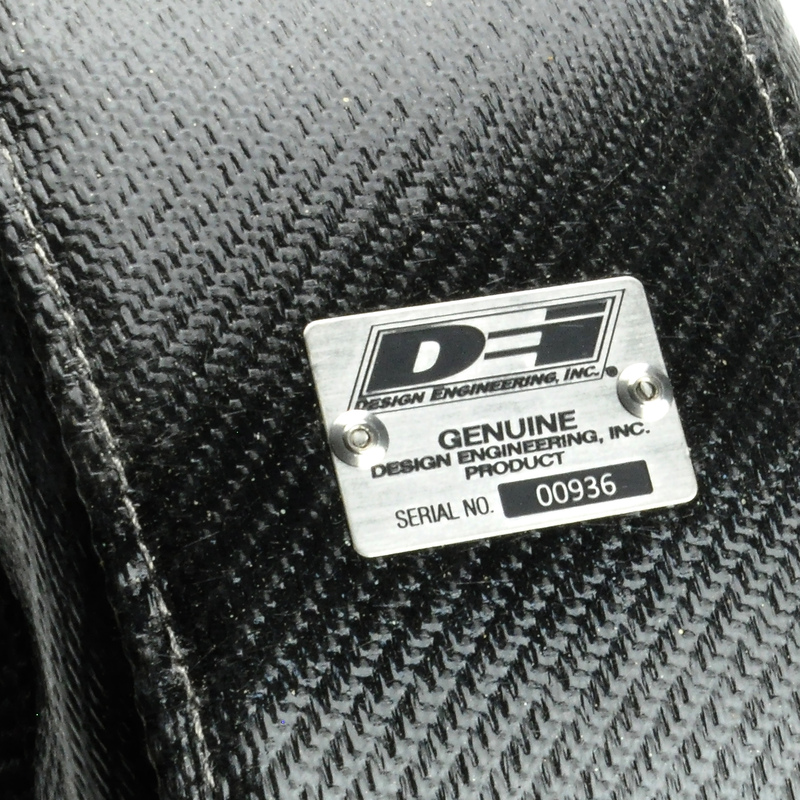 DEi
DESIGN ENGINEERING, INC.
GENUINE
DESIGN ENGINEERING, INC.
PRODUCT
SERIAL NO. 00936